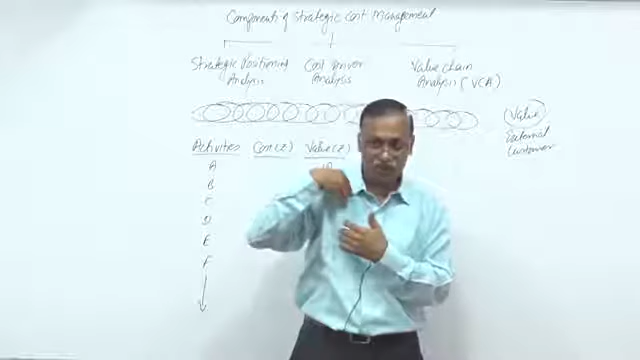 Components of Strategic Cost Management
Strategic Positioning Analysis
Cost Driver Analysis
Value Chain Analysis (VCA)
Value
External Customer
Activities Value(₹)
A 10
B
C
D
E
F